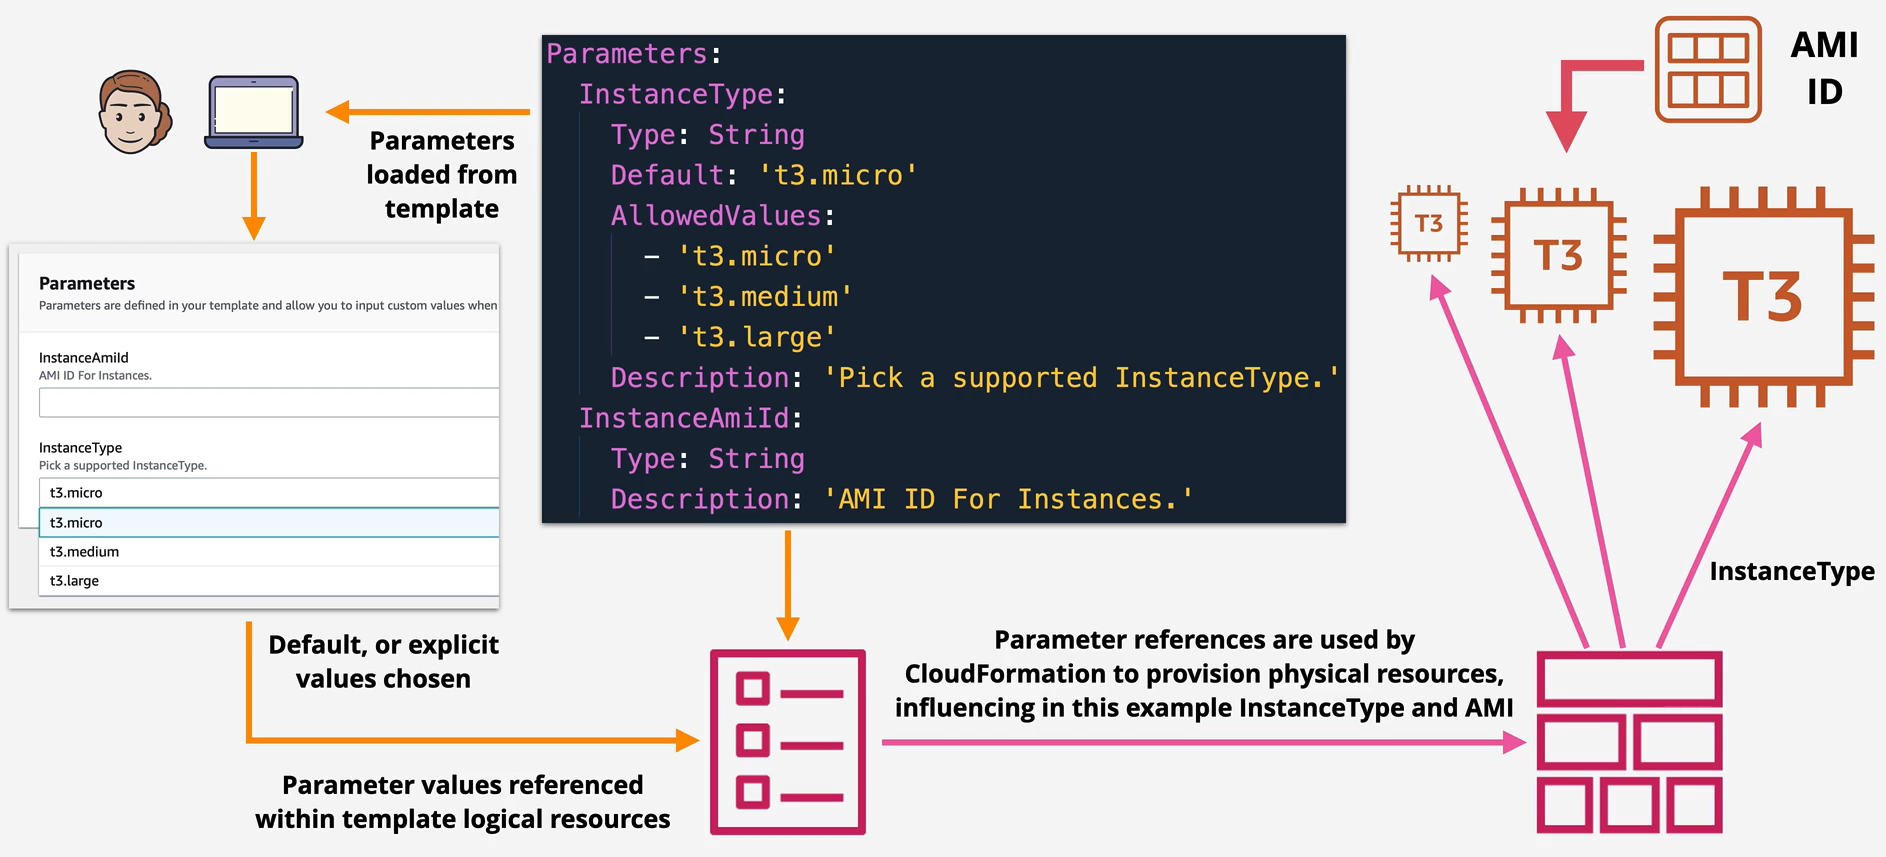 Parameters:
InstanceType:
Type: String
Default: 't3.micro'
AllowedValues:
- 't3.micro'
- 't3.medium'
- 't3.large'
Description: 'Pick a supported InstanceType.'
InstanceAmiId:
Type: String
Description: 'AMI ID For Instances.'
Parameters
loaded from
template
Parameters
Parameters are defined in your template and allow you to input custom values when
InstanceAmiId
AMI ID For Instances.
InstanceType
Pick a supported InstanceType.
t3.micro
t3.micro
t3.medium
t3.large
Default, or explicit
values chosen
Parameter values referenced
within template logical resources
Parameter references are used by
CloudFormation to provision physical resources,
influencing in this example InstanceType and AMI
AMI
ID
T3
T3
T3
InstanceType